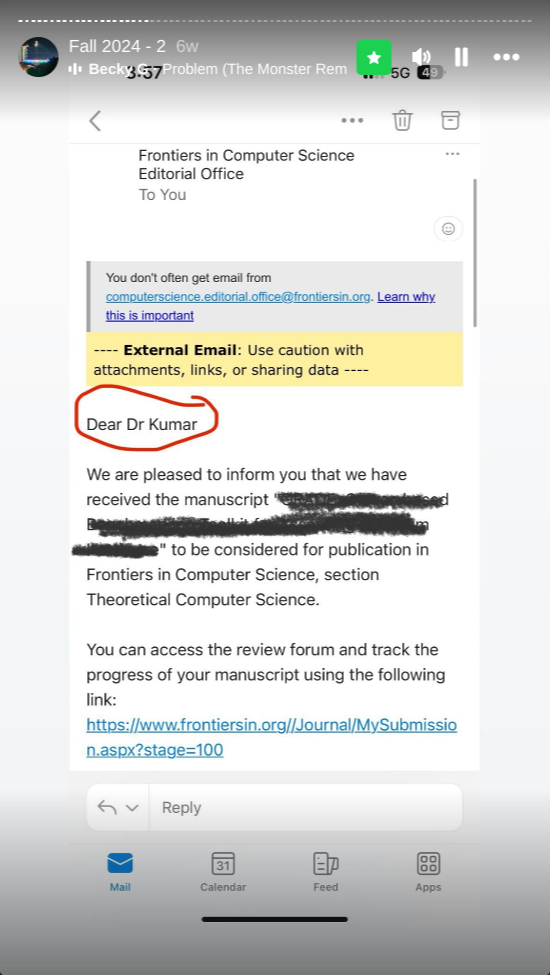 Fall 2024 - 2 6w
Becky G · Problem (The Monster Rem
3:57
5G 49
Frontiers in Computer Science
Editorial Office
To You
You don't often get email from
computerscience.editorial.office@frontiersin.org. Learn why
this is important
---- External Email: Use caution with
attachments, links, or sharing data ----
Dear Dr Kumar
We are pleased to inform you that we have
received the manuscript "
" to be considered for publication in
Frontiers in Computer Science, section
Theoretical Computer Science.
You can access the review forum and track the
progress of your manuscript using the following
link:
https://www.frontiersin.org//Journal/MySubmissio
n.aspx?stage=100
Reply
31
Mail Calendar Feed Apps